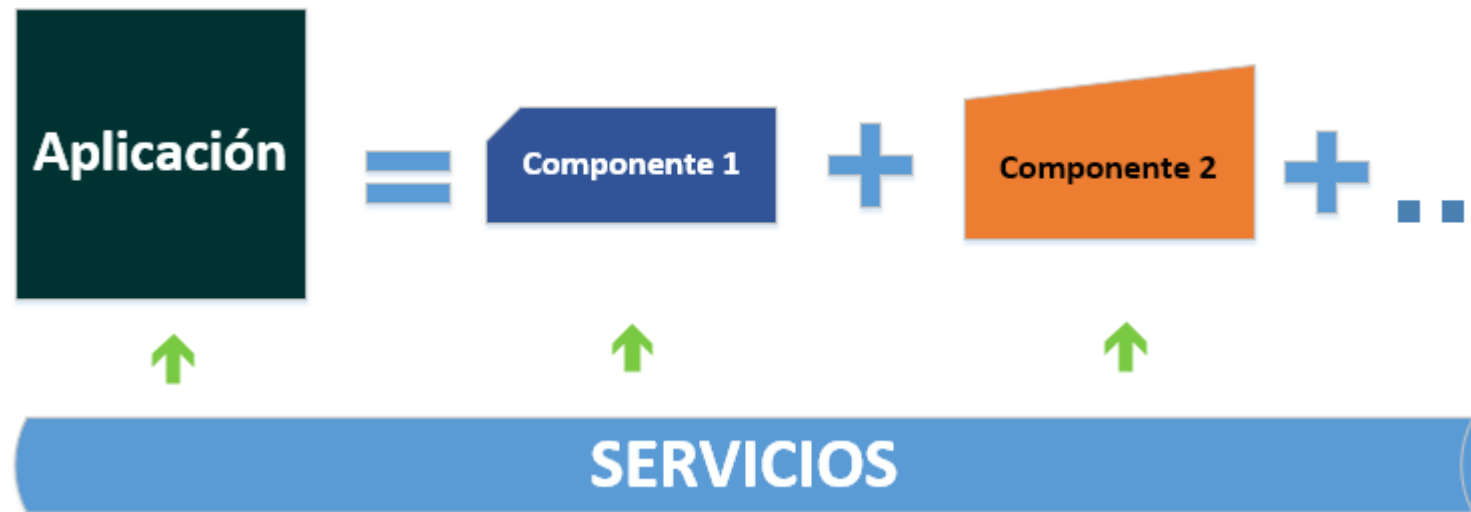 Aplicación
=
Componente 1
+
Componente 2
+ ..
SERVICIOS